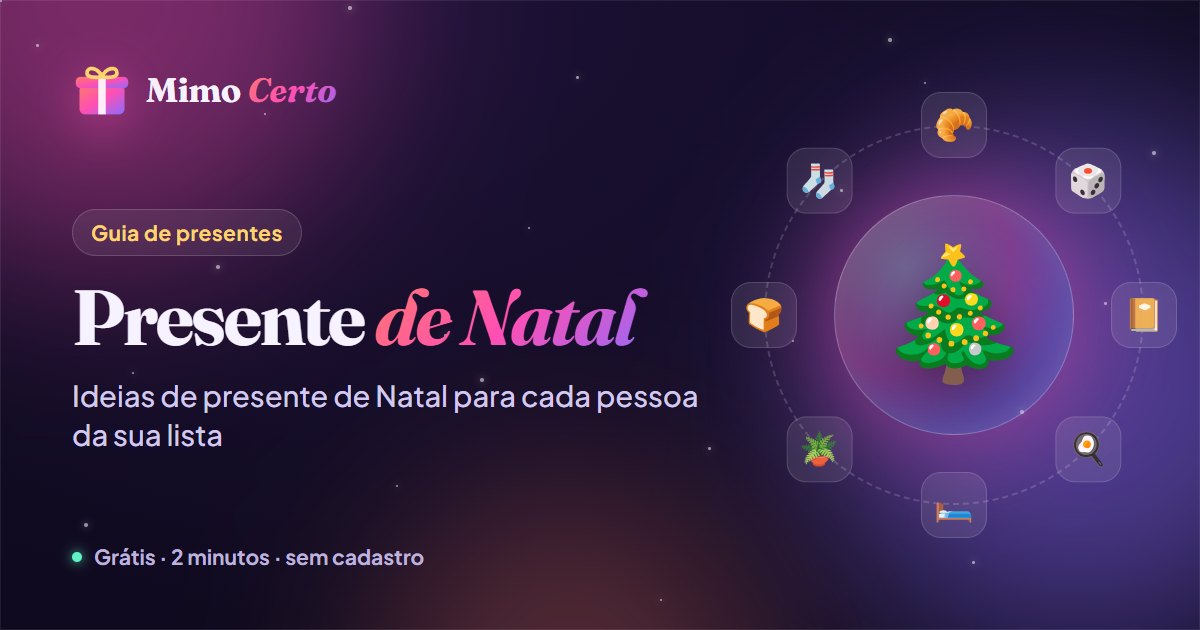 Mimo Certo
Guia de presentes
Presente de Natal
Ideias de presente de Natal para cada pessoa
da sua lista
Grátis · 2 minutos · sem cadastro